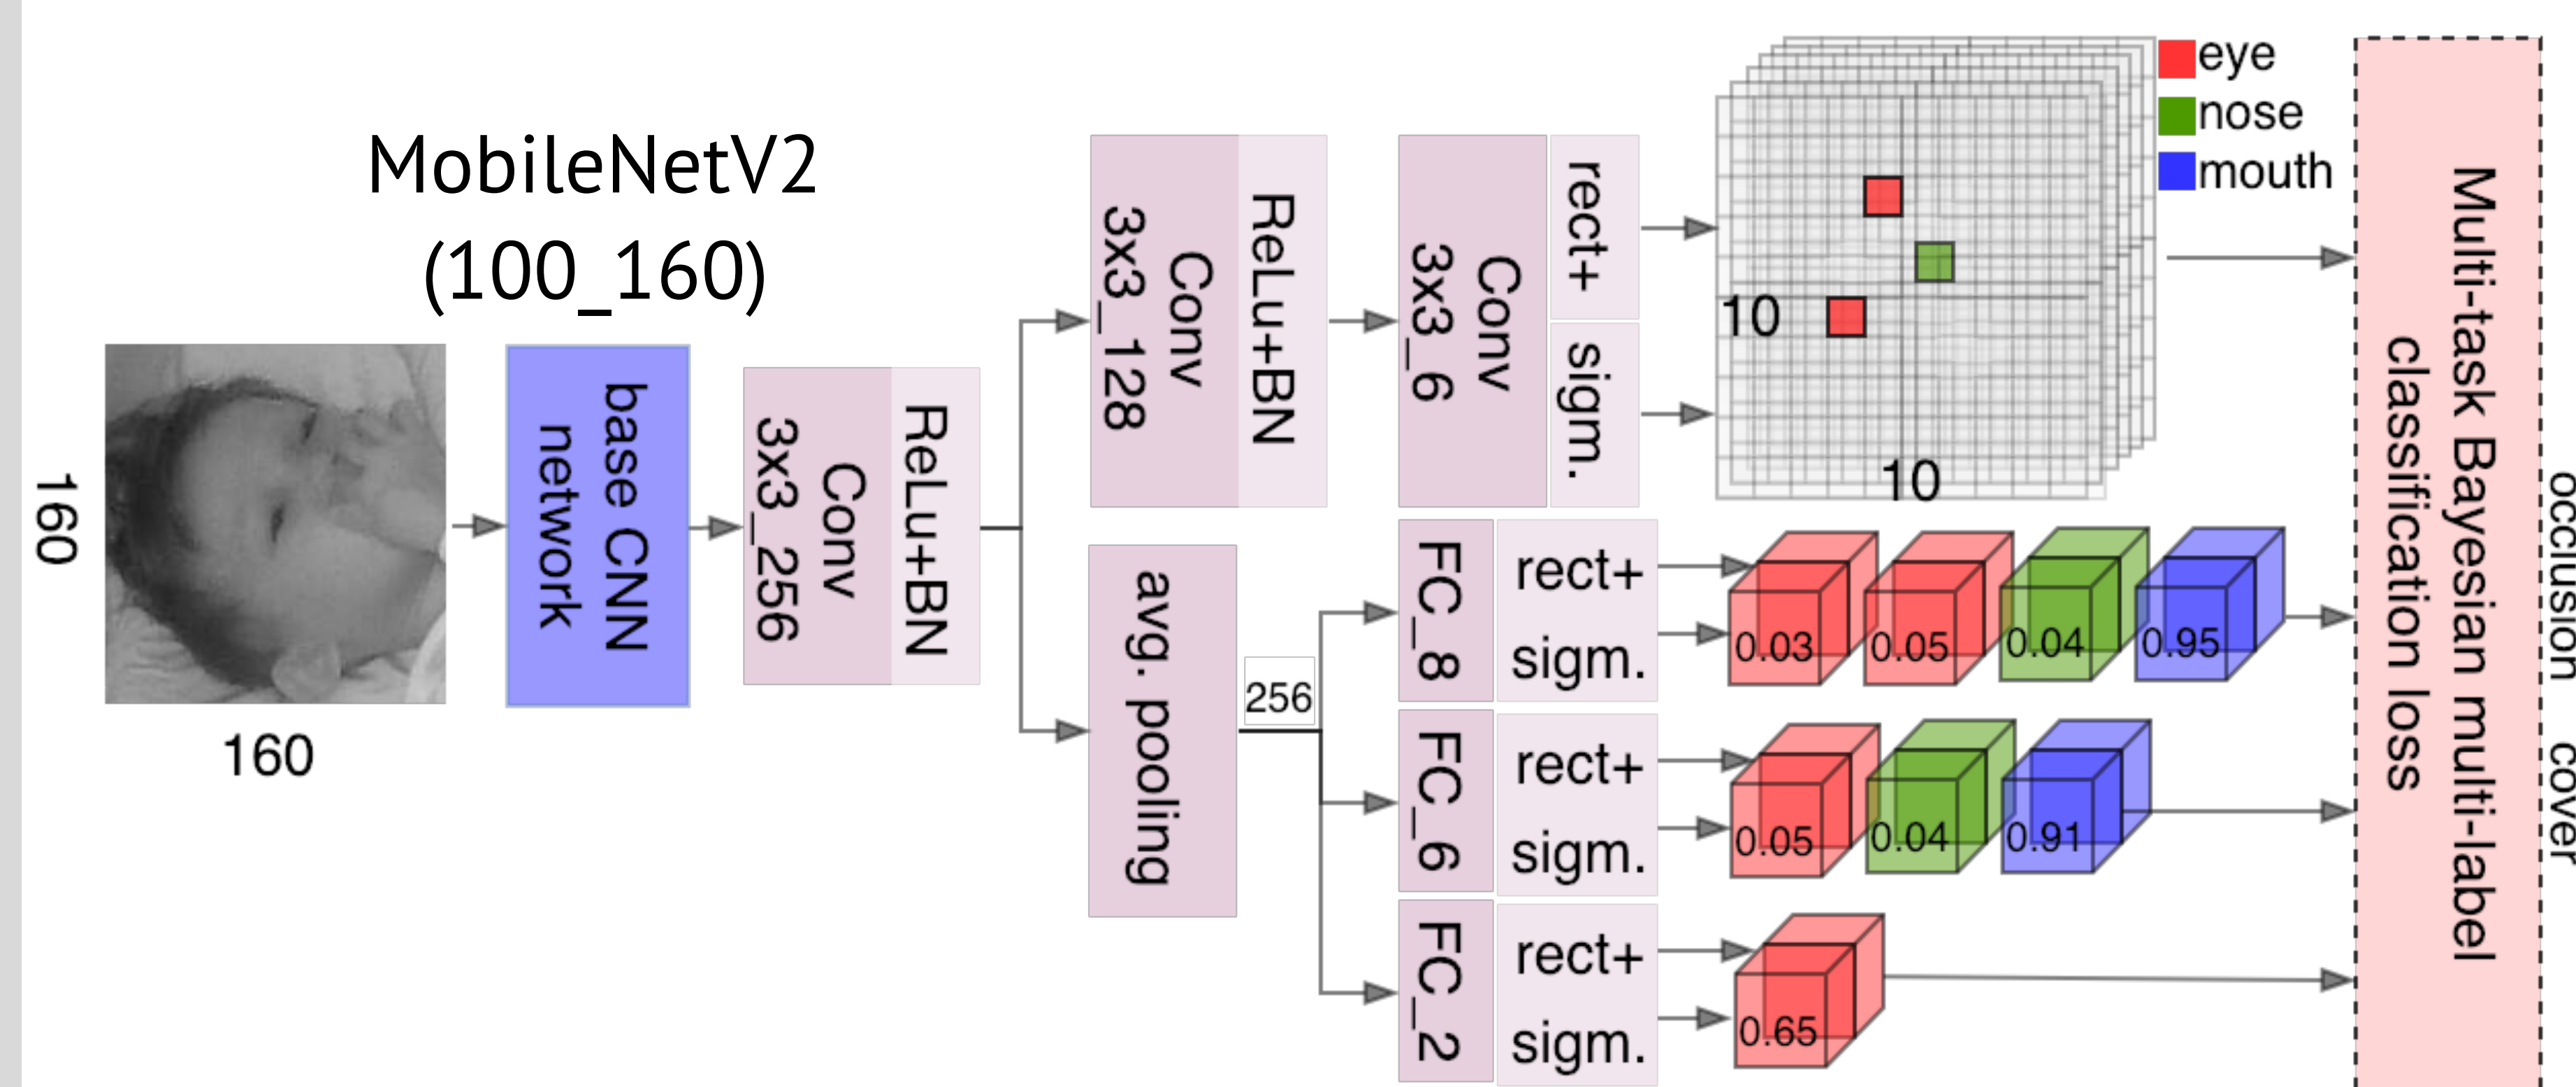 MobileNetV2
(100_160)
160
160
base CNN
network
Conv
3x3_256
ReLu+BN
Conv
3x3_128
ReLu+BN
Conv
3x3_6
rect+
sigm.
10
10
eye
nose
mouth
avg. pooling
256
FC_8
rect+
sigm.
0.03
0.05
0.04
0.95
FC_6
rect+
sigm.
0.05
0.04
0.91
FC_2
rect+
sigm.
0.65
Multi-task Bayesian multi-label
classification loss
occlusion
cover